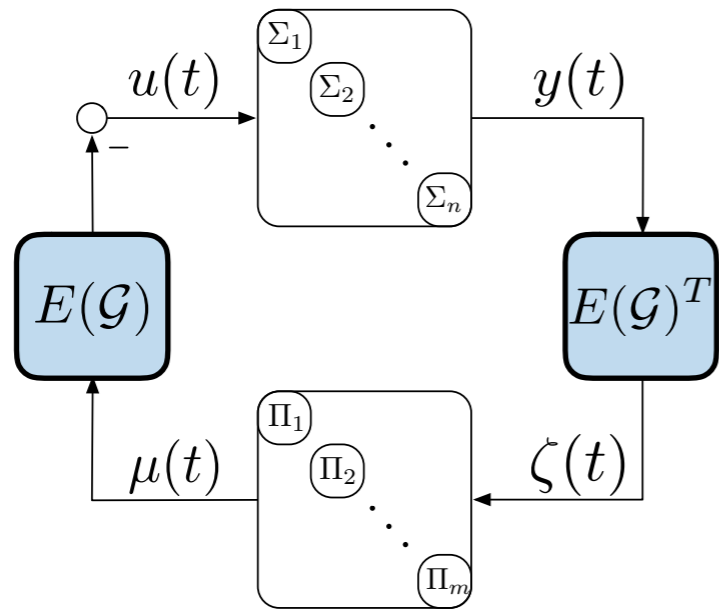 Σ₁
u(t)
Σ₂
y(t)
⋱
−
Σₙ
E(𝒢)
E(𝒢)ᵀ
Π₁
μ(t)
Π₂
ζ(t)
⋱
Πₘ